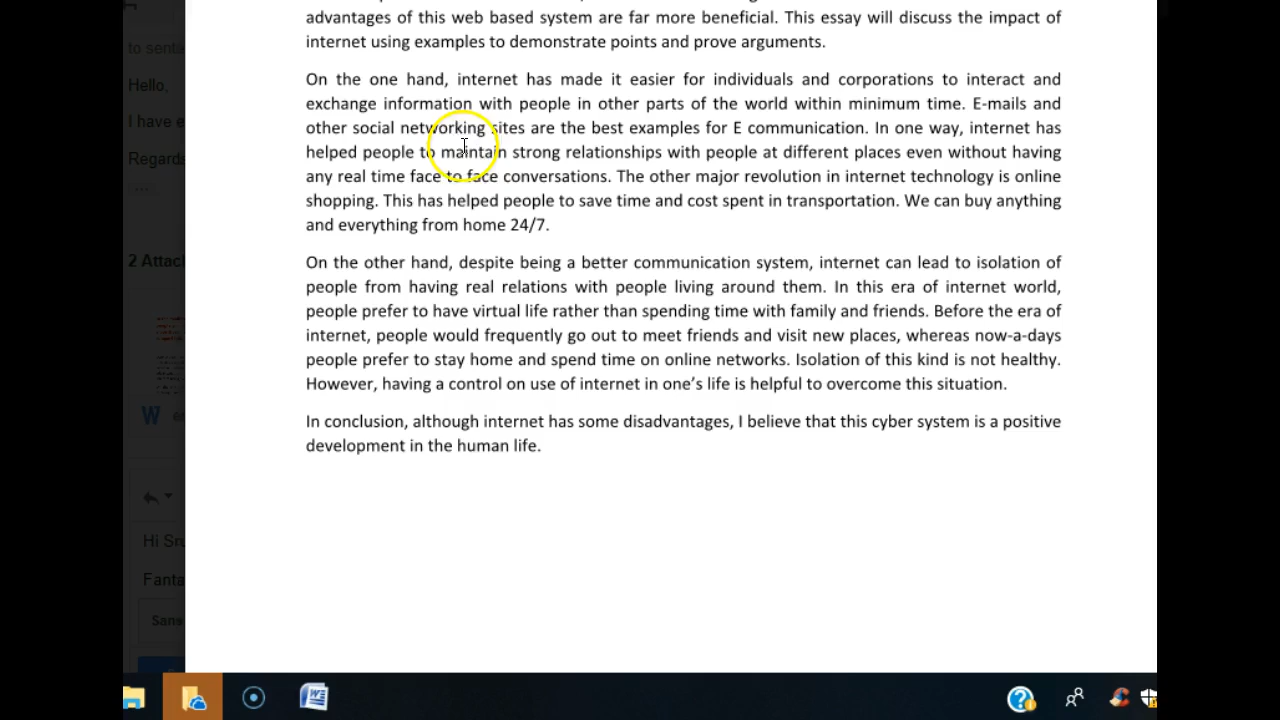 advantages of this web based system are far more beneficial. This essay will discuss the impact of
internet using examples to demonstrate points and prove arguments.
to senta
Hello,
I have e
Regards
...
2 Attac
On the one hand, internet has made it easier for individuals and corporations to interact and
exchange information with people in other parts of the world within minimum time. E-mails and
other social networking sites are the best examples for E communication. In one way, internet has
helped people to maintain strong relationships with people at different places even without having
any real time face to face conversations. The other major revolution in internet technology is online
shopping. This has helped people to save time and cost spent in transportation. We can buy anything
and everything from home 24/7.
On the other hand, despite being a better communication system, internet can lead to isolation of
people from having real relations with people living around them. In this era of internet world,
people prefer to have virtual life rather than spending time with family and friends. Before the era of
internet, people would frequently go out to meet friends and visit new places, whereas now-a-days
people prefer to stay home and spend time on online networks. Isolation of this kind is not healthy.
However, having a control on use of internet in one's life is helpful to overcome this situation.
In conclusion, although internet has some disadvantages, I believe that this cyber system is a positive
development in the human life.
W
Hi Sru
Fanta
Sans